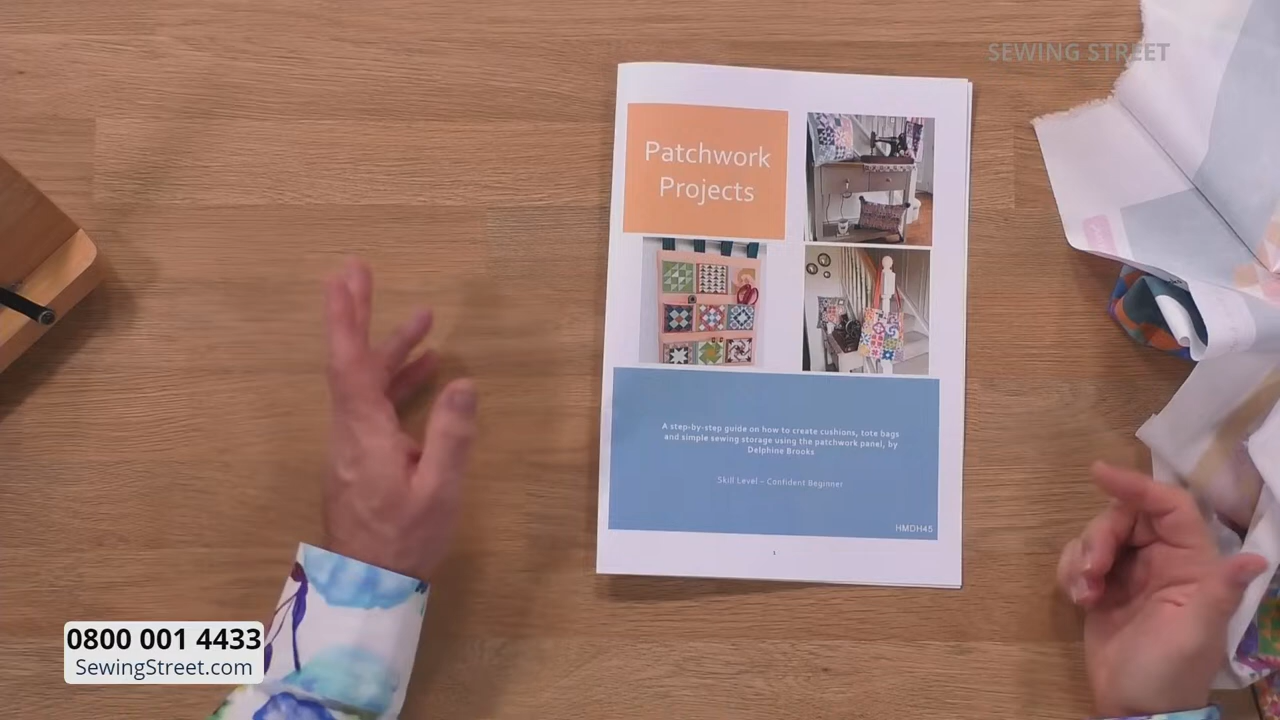 SEWING STREET
Patchwork
Projects
A step-by-step guide on how to create cushions, tote bags
and simple sewing storage using the patchwork panel, by
Delphine Brooks
Skill Level – Confident Beginner
HMDH45
1
0800 001 4433
SewingStreet.com